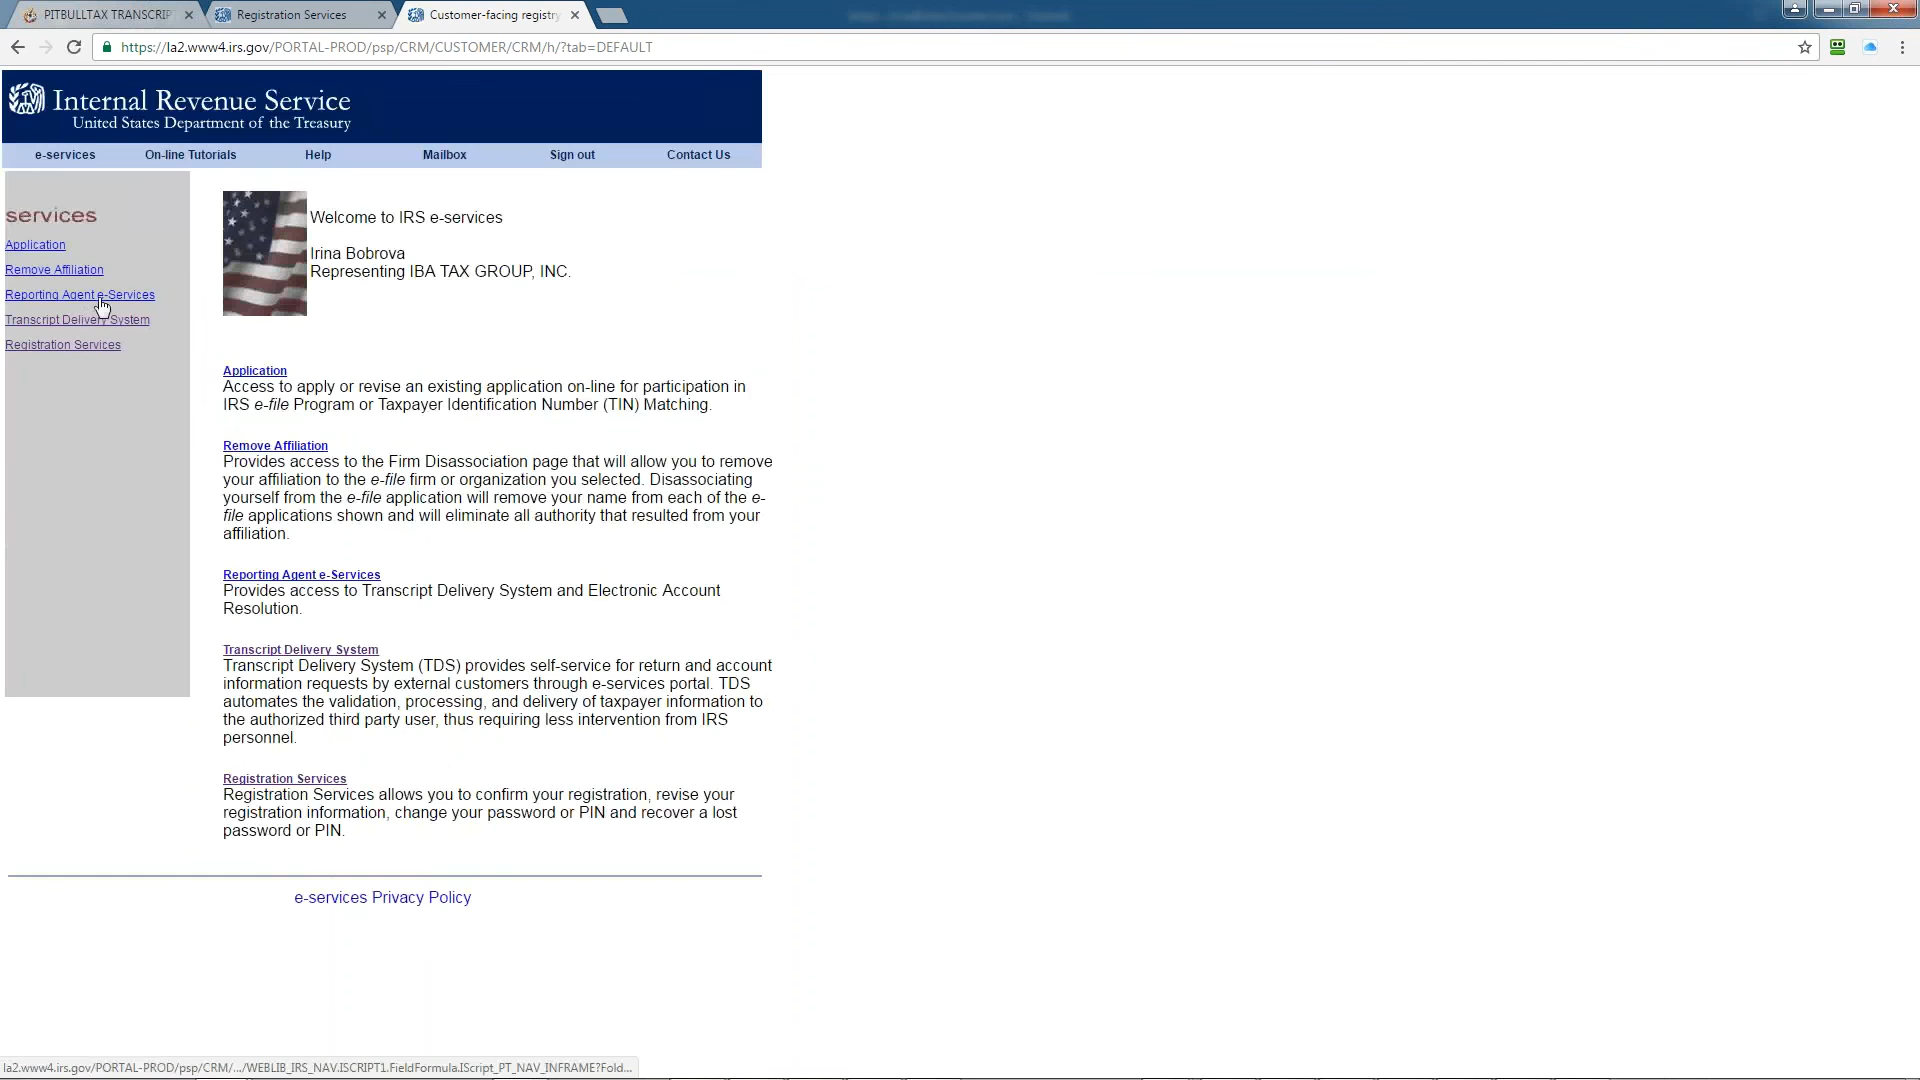 PITBULLTAX TRANSCRIP
Registration Services
Customer-facing registry
https://la2.www4.irs.gov/PORTAL-PROD/psp/CRM/CUSTOMER/CRM/h/?tab=DEFAULT
Internal Revenue Service
United States Department of the Treasury
e-services On-line Tutorials Help Mailbox Sign out Contact Us
services
Application
Remove Affiliation
Reporting Agent e-Services
Transcript Delivery System
Registration Services
Welcome to IRS e-services
Irina Bobrova
Representing IBA TAX GROUP, INC.
Application
Access to apply or revise an existing application on-line for participation in
IRS e-file Program or Taxpayer Identification Number (TIN) Matching.
Remove Affiliation
Provides access to the Firm Disassociation page that will allow you to remove
your affiliation to the e-file firm or organization you selected. Disassociating
yourself from the e-file application will remove your name from each of the e-
file applications shown and will eliminate all authority that resulted from your
affiliation.
Reporting Agent e-Services
Provides access to Transcript Delivery System and Electronic Account
Resolution.
Transcript Delivery System
Transcript Delivery System (TDS) provides self-service for return and account
information requests by external customers through e-services portal. TDS
automates the validation, processing, and delivery of taxpayer information to
the authorized third party user, thus requiring less intervention from IRS
personnel.
Registration Services
Registration Services allows you to confirm your registration, revise your
registration information, change your password or PIN and recover a lost
password or PIN.
e-services Privacy Policy
la2.www4.irs.gov/PORTAL-PROD/psp/CRM/.../WEBLIB_IRS_NAV.ISCRIPT1.FieldFormula.IScript_PT_NAV_INFRAME?Fold...